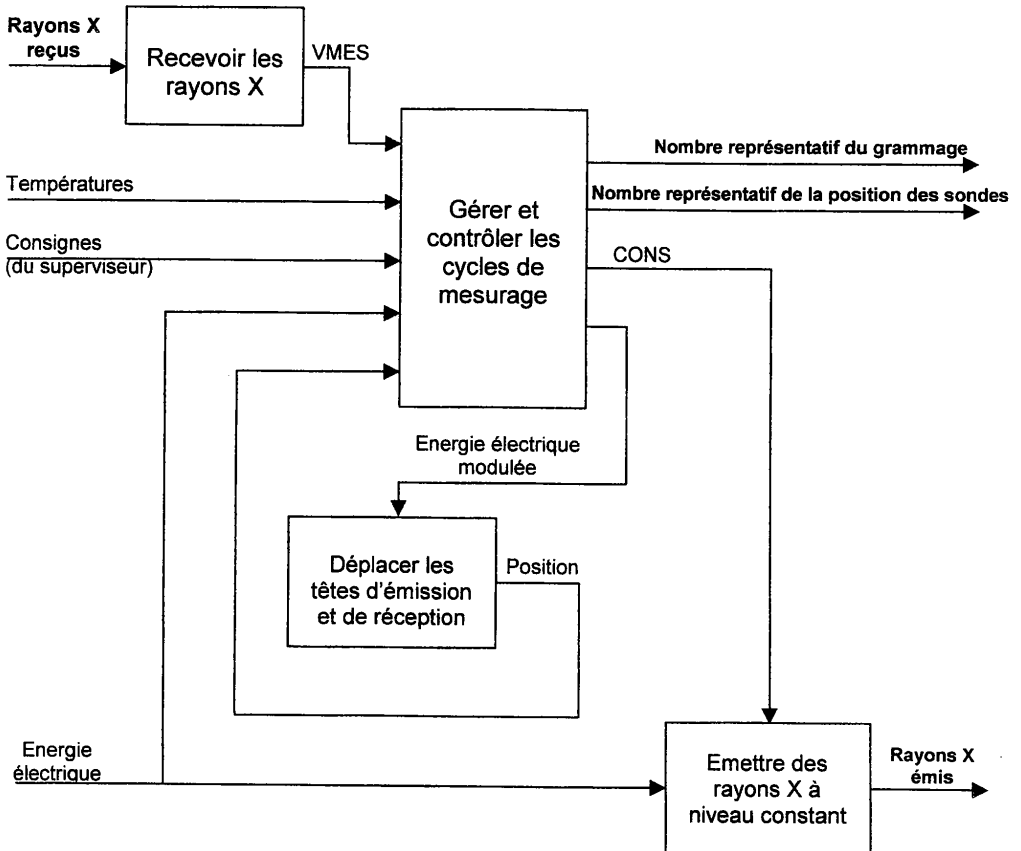 Rayons X
reçus
Recevoir les
rayons X
VMES
Températures
Consignes
(du superviseur)
Gérer et
contrôler les
cycles de
mesurage
Nombre représentatif du grammage
Nombre représentatif de la position des sondes
CONS
Energie électrique
modulée
Déplacer les
têtes d'émission
et de réception
Position
Energie
électrique
Emettre des
rayons X à
niveau constant
Rayons X
émis